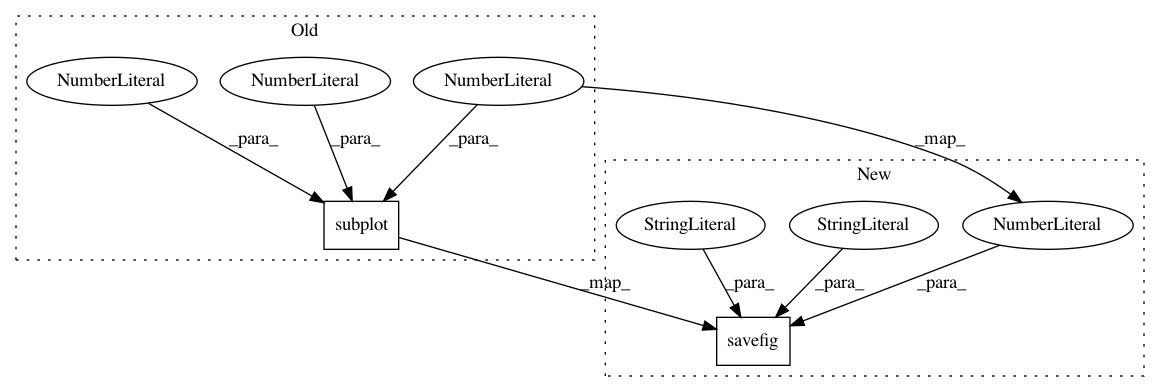 Old
NumberLiteral NumberLiteral NumberLiteral
_para_ _para_ _para_ _map_
New
subplot StringLiteral StringLiteral NumberLiteral
_map_ _para_ _para_ _para_
savefig